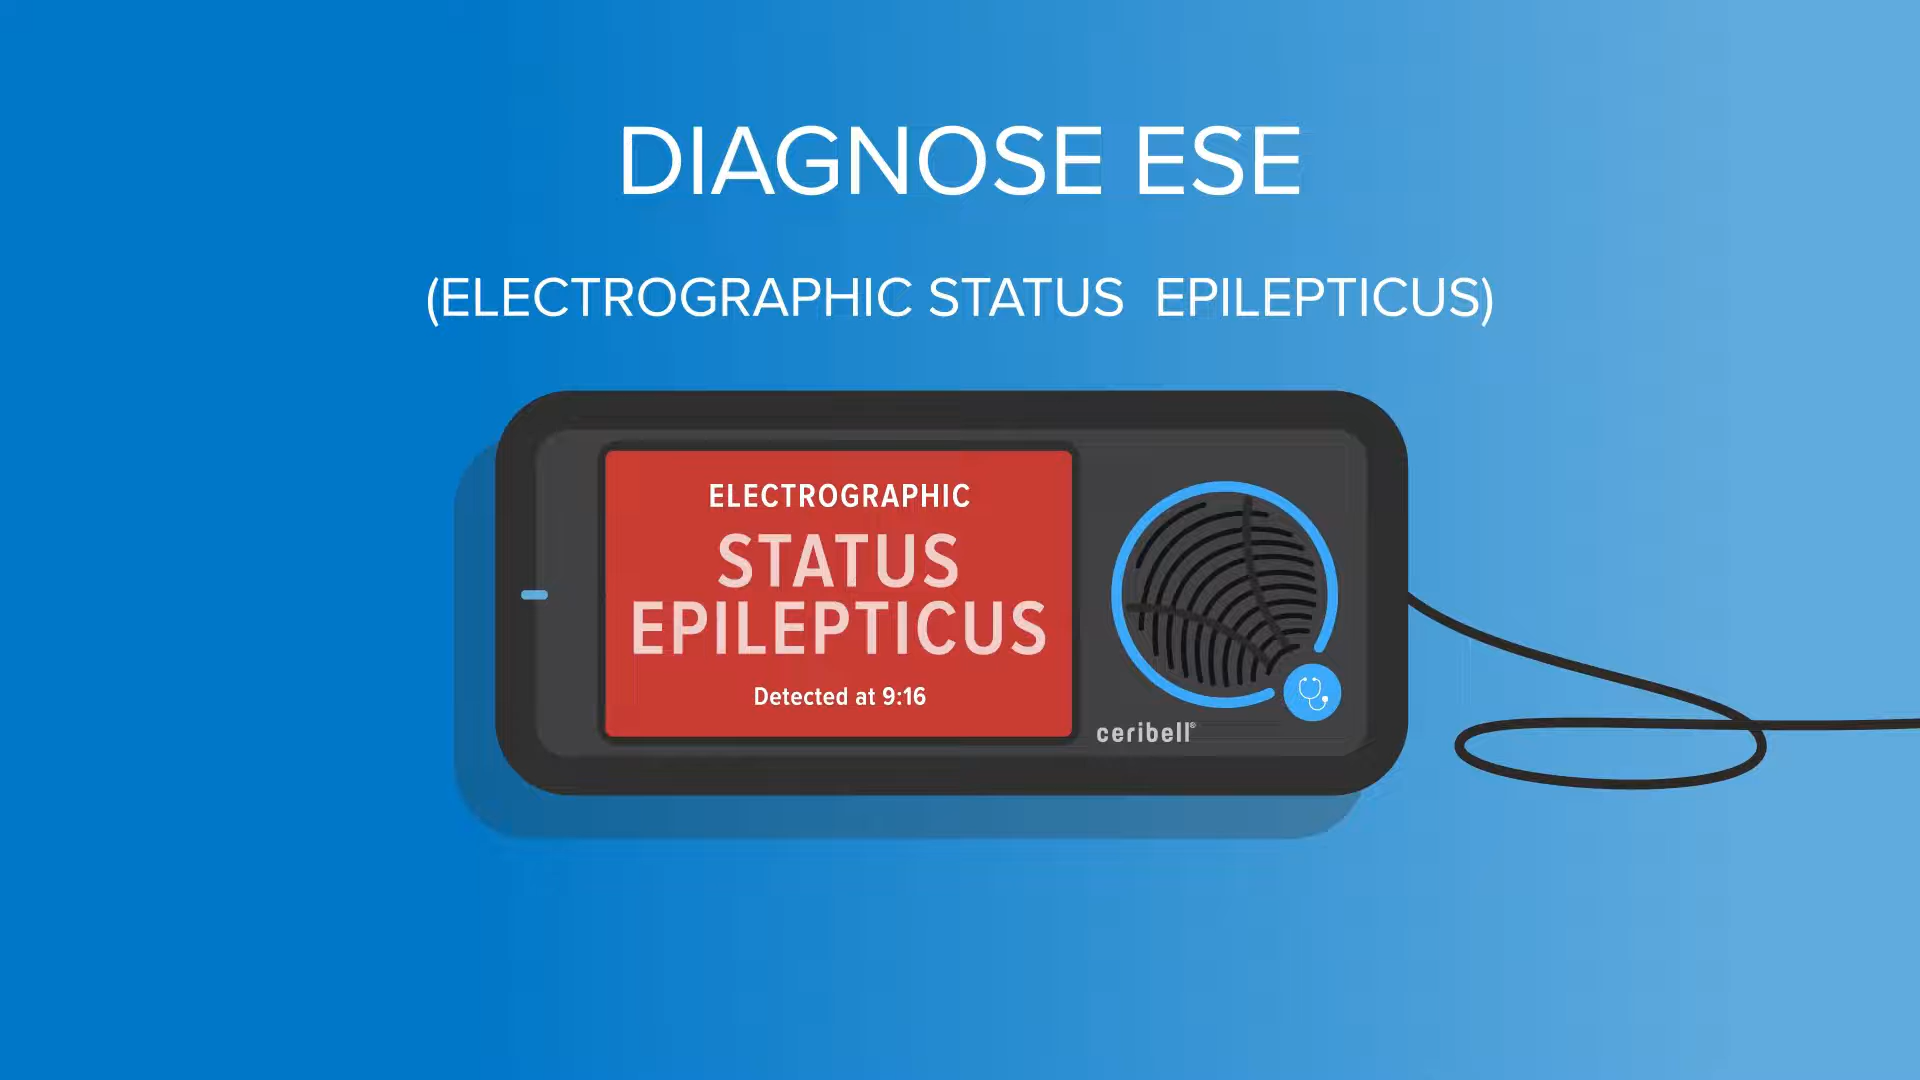 DIAGNOSE ESE
(ELECTROGRAPHIC STATUS EPILEPTICUS)
ELECTROGRAPHIC
STATUS
EPILEPTICUS
Detected at 9:16
ceribell®